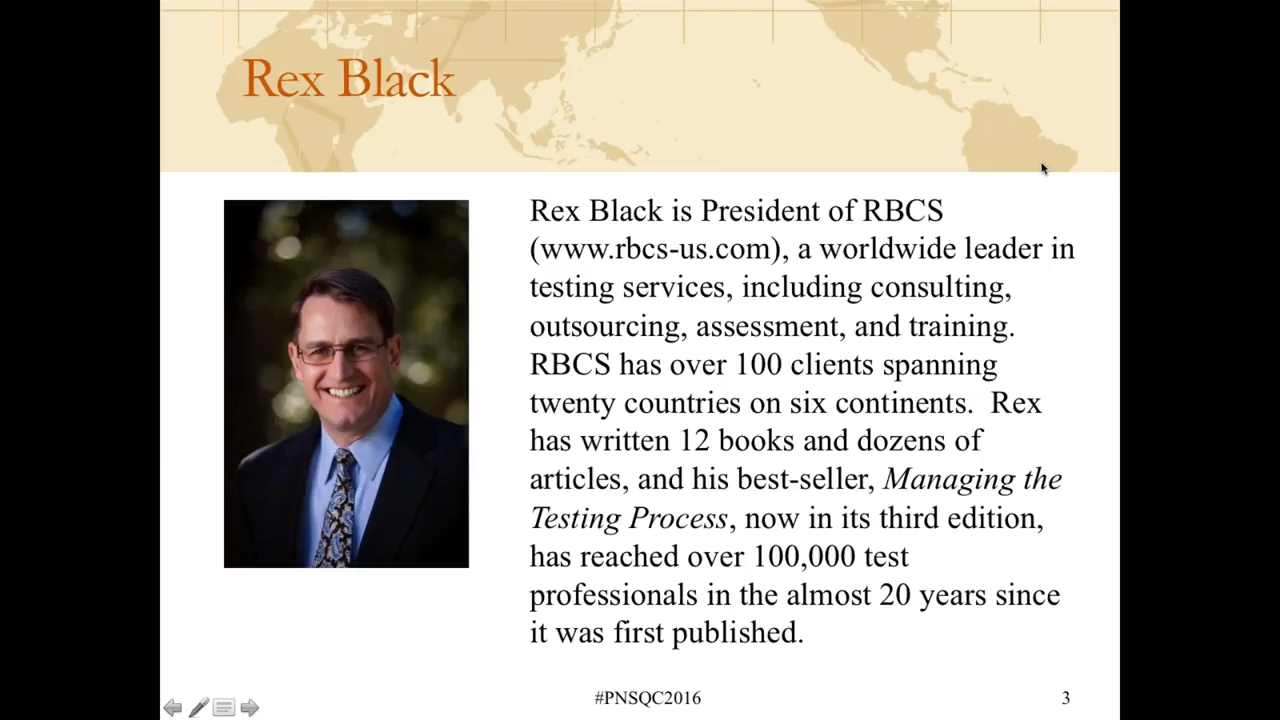 Rex Black
Rex Black is President of RBCS
(www.rbcs-us.com), a worldwide leader in
testing services, including consulting,
outsourcing, assessment, and training.
RBCS has over 100 clients spanning
twenty countries on six continents.  Rex
has written 12 books and dozens of
articles, and his best-seller, Managing the
Testing Process, now in its third edition,
has reached over 100,000 test
professionals in the almost 20 years since
it was first published.
#PNSQC2016
3